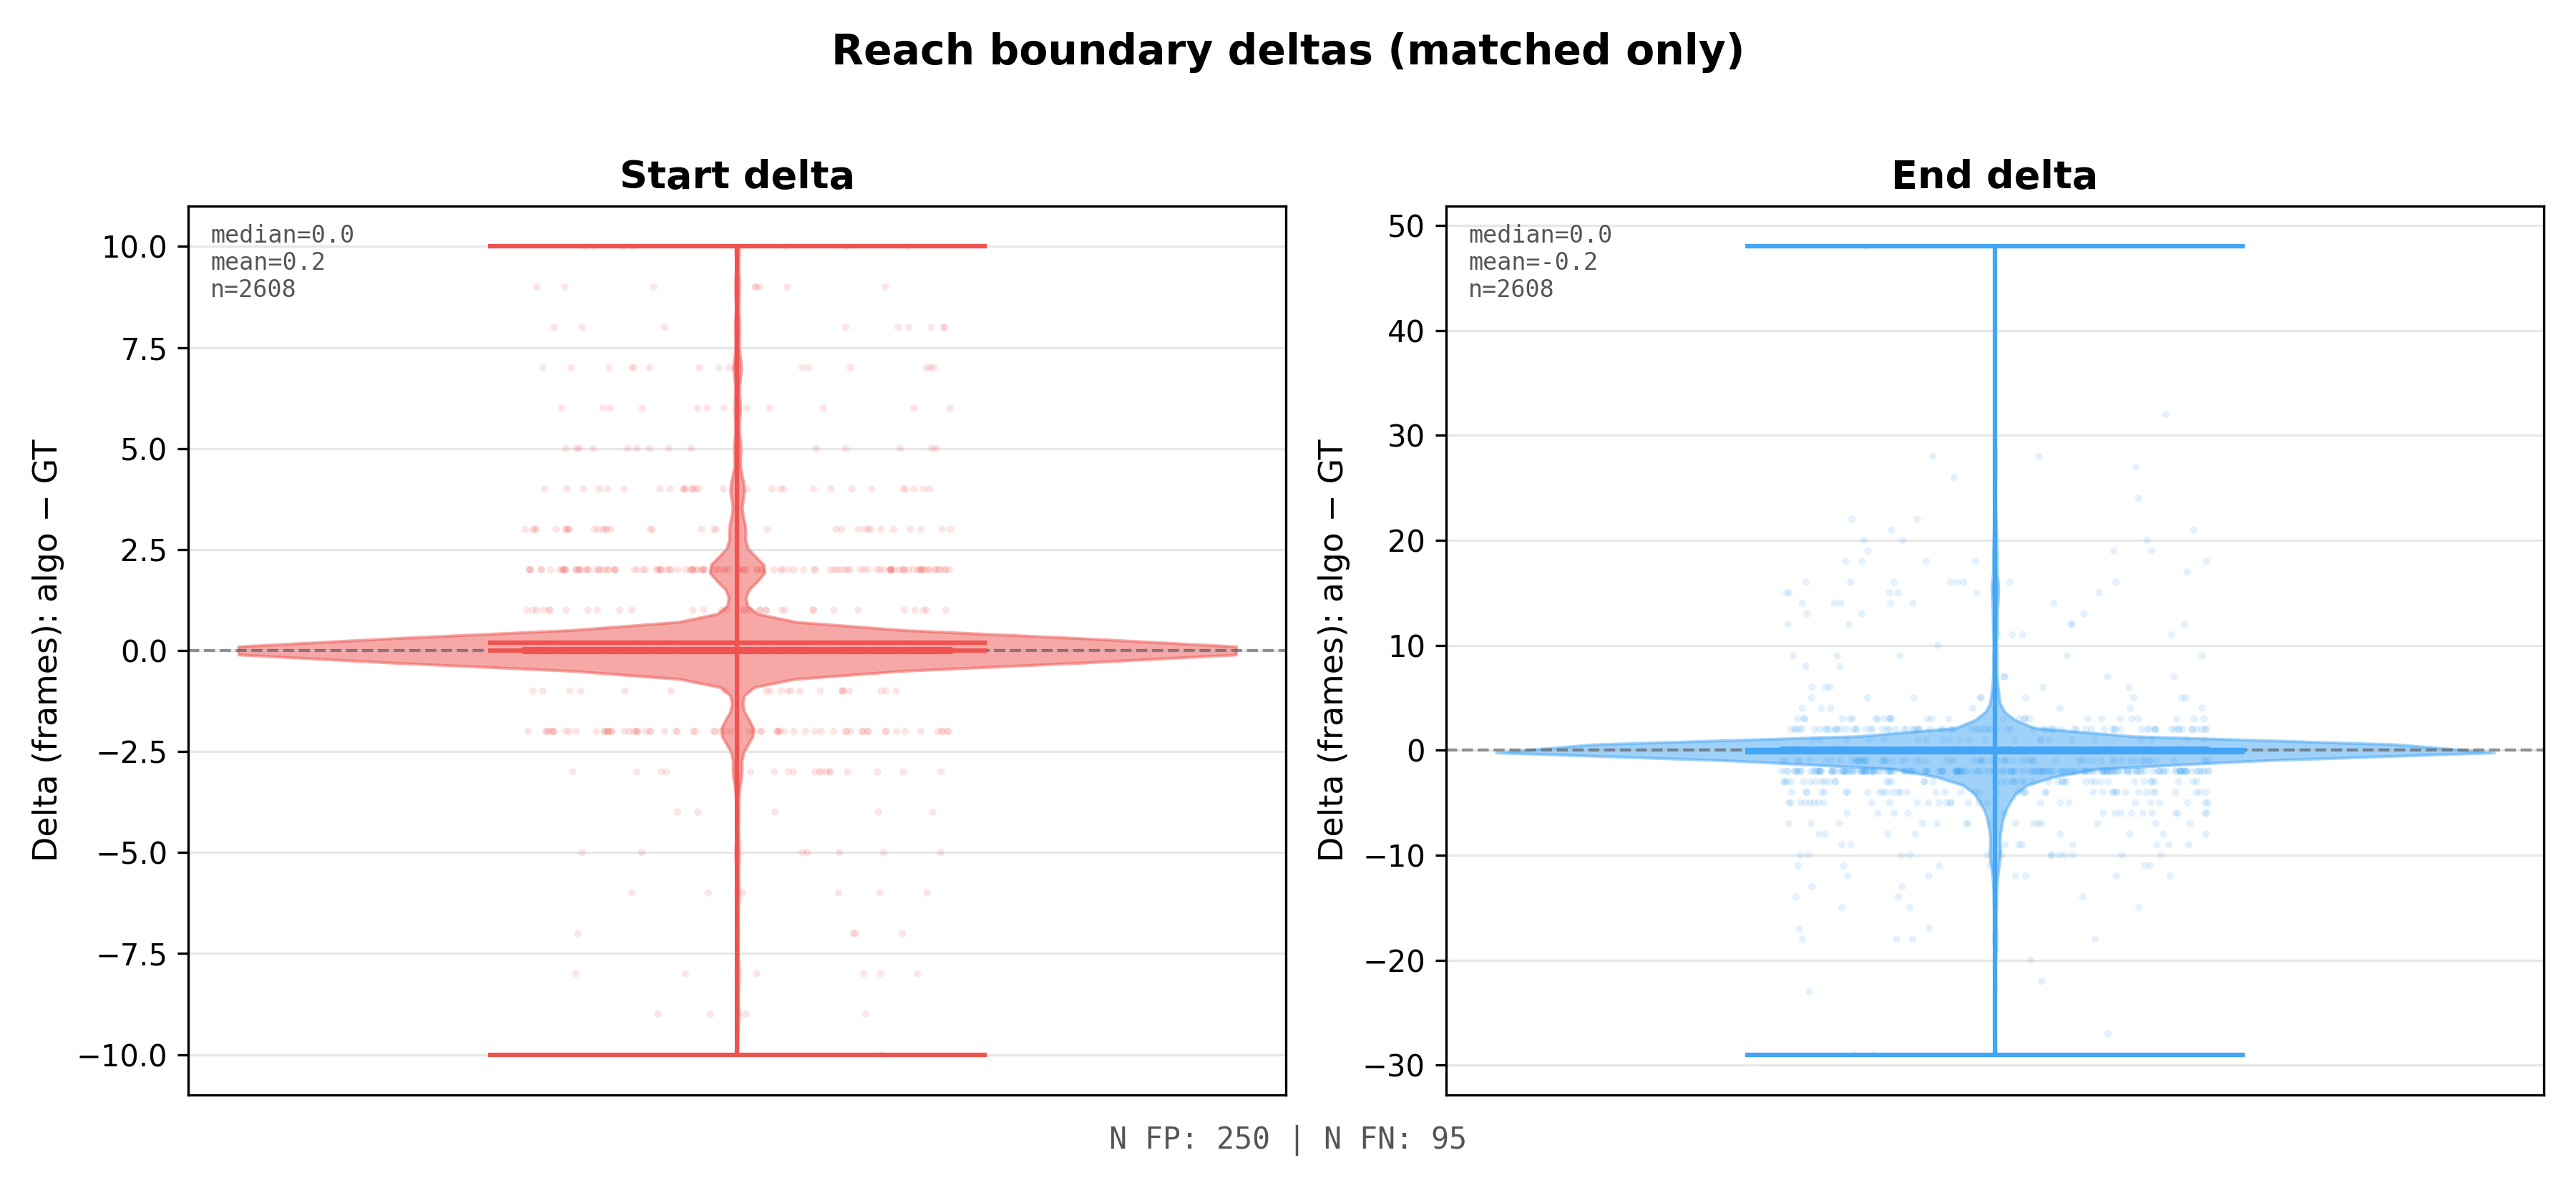 Reach boundary deltas (matched only)
Start delta
median=0.0
mean=0.2
n=2608
10.0
7.5
5.0
2.5
0.0
−2.5
−5.0
−7.5
−10.0
Delta (frames): algo − GT
End delta
median=0.0
mean=-0.2
n=2608
50
40
30
20
10
0
−10
−20
−30
Delta (frames): algo − GT
N FP: 250 | N FN: 95